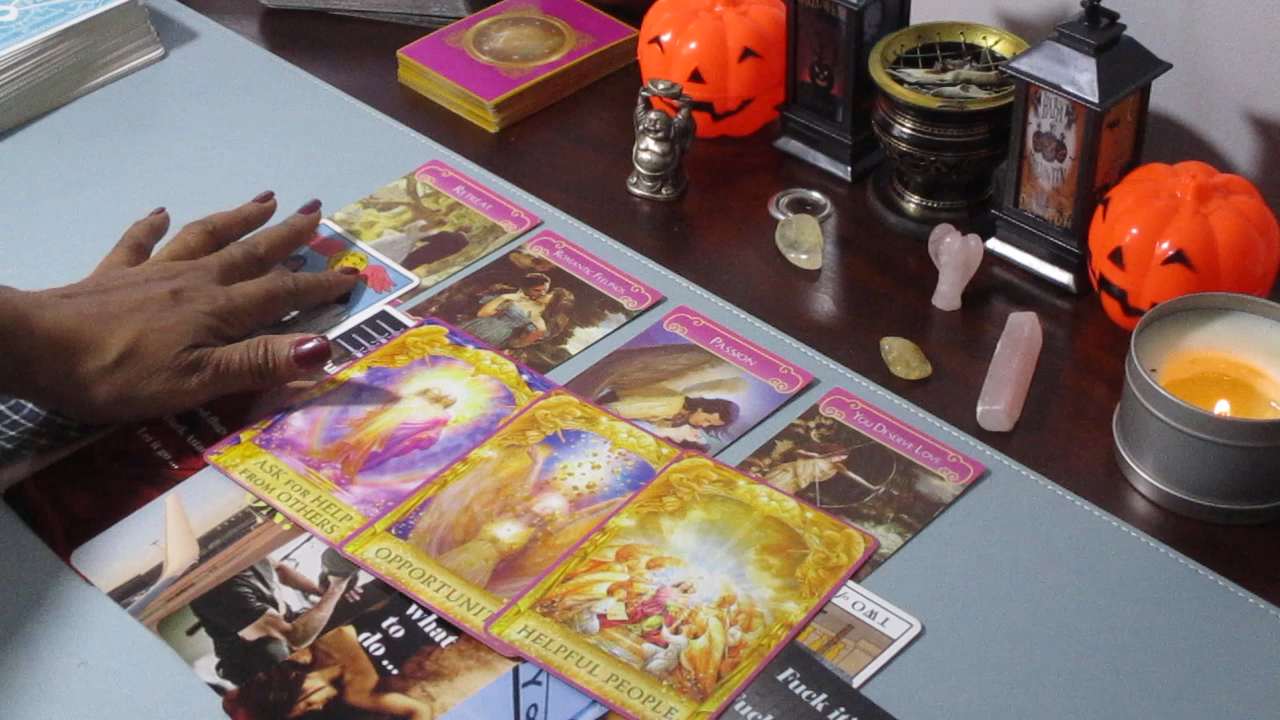 RETREAT
ROMANTIC FEELINGS
PASSION
YOU DESERVE LOVE
ASK FOR HELP
FROM OTHERS
OPPORTUNI
HELPFUL PEOPLE
TWO
what
to
do...
Fuck it!